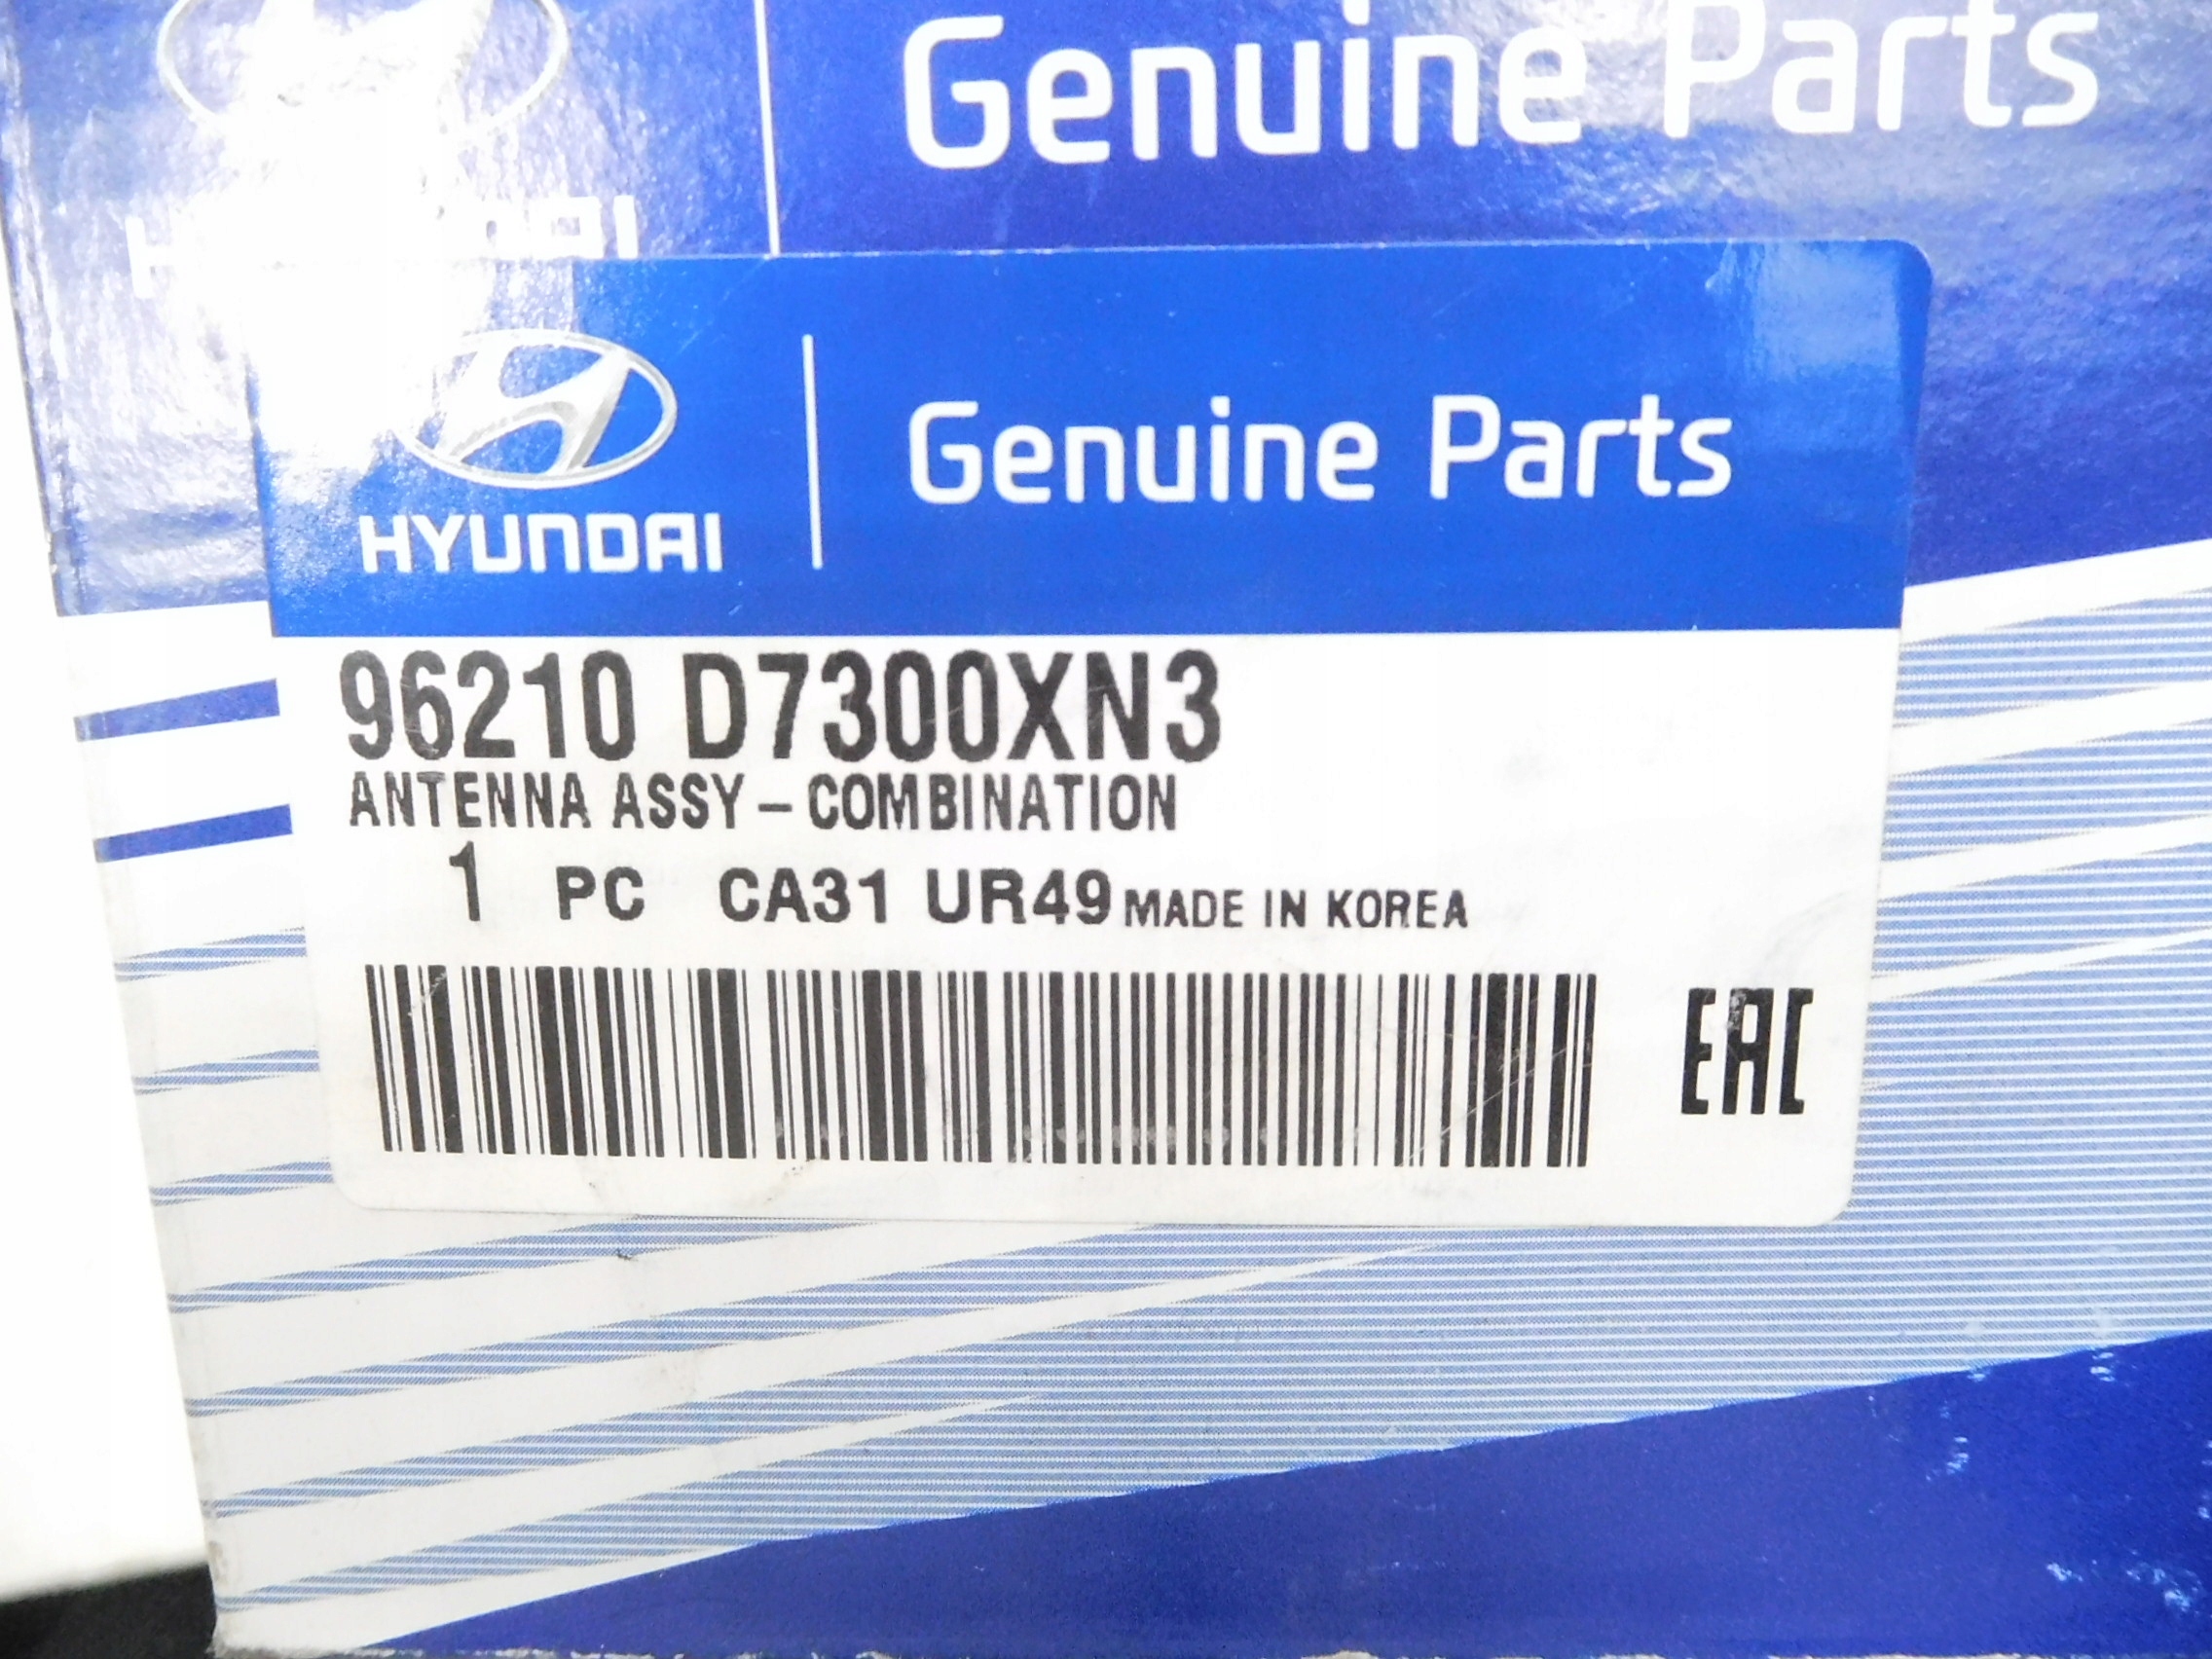 Genuine Parts
HYUNDAI
Genuine Parts
96210 D7300XN3
ANTENNA ASSY - COMBINATION
1 PC CA31 UR49 MADE IN KOREA
EAC